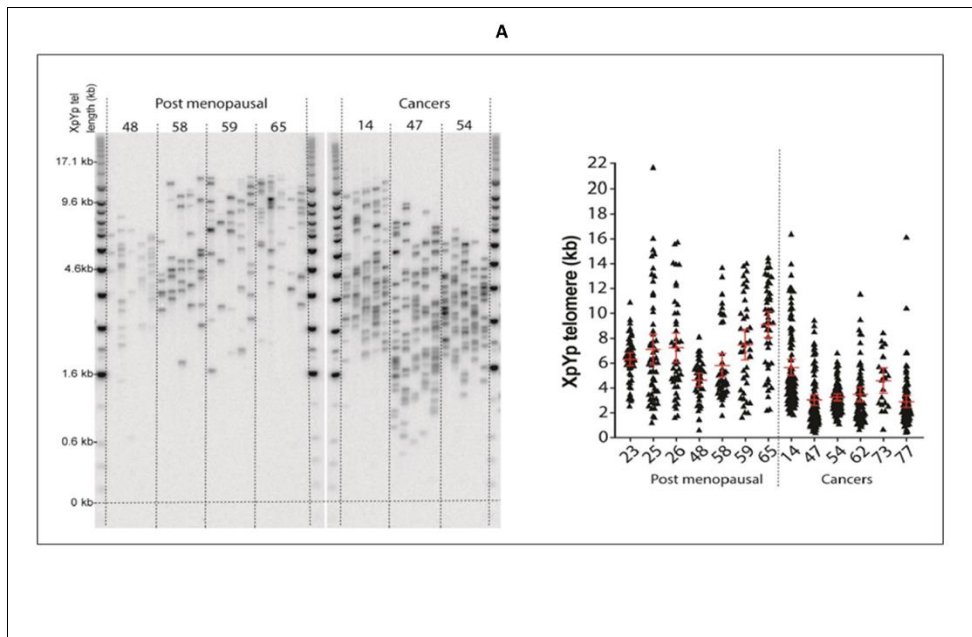 A
XpYp tel
length (kb)
Post menopausal
48 58 59 65
Cancers
14 47 54
17.1 kb
9.6 kb
4.6kb
1.6 kb
0.6 kb
0 kb
XpYp telomere (kb)
22
20
18
16
14
12
10
8
6
4
2
0
23 25 26 48 58 59 65 14 47 54 62 73 77
Post menopausal Cancers